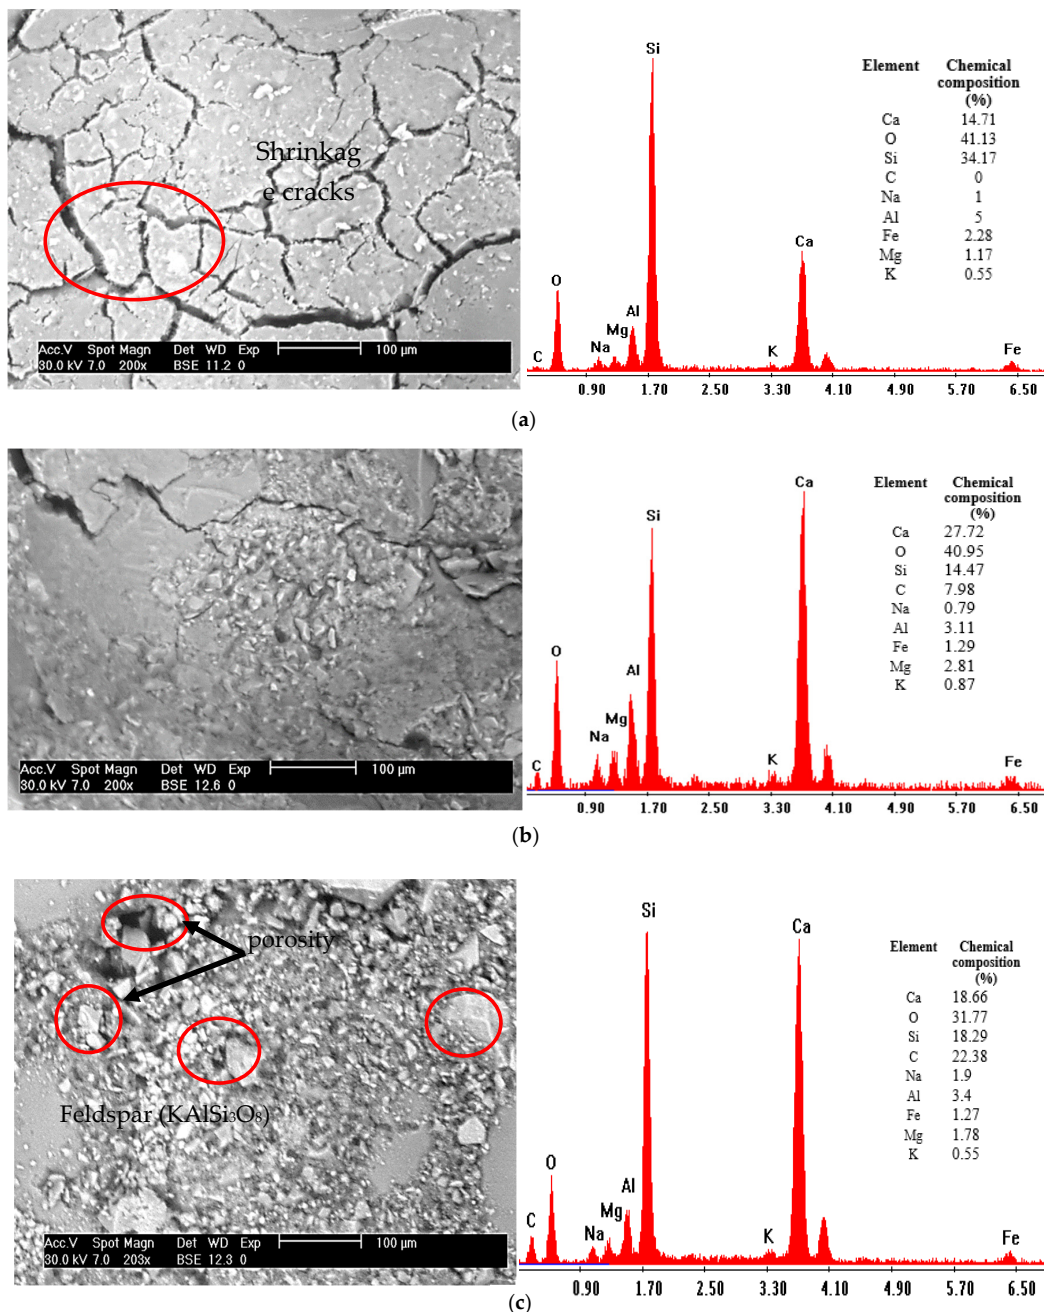 Shrinkag
e cracks
Acc.V Spot Magn Det WD Exp 100 µm
30.0 kV 7.0 200x BSE 11.2 0
Si
Ca
O
Al
Mg
Na
C
K
Fe
0.90 1.70 2.50 3.30 4.10 4.90 5.70 6.50
Element Chemical
composition
(%)
Ca 14.71
O 41.13
Si 34.17
C 0
Na 1
Al 5
Fe 2.28
Mg 1.17
K 0.55
(a)
Acc.V Spot Magn Det WD Exp 100 µm
30.0 kV 7.0 200x BSE 12.6 0
Ca
Si
O
Al
Mg
Na
C
K
Fe
0.90 1.70 2.50 3.30 4.10 4.90 5.70 6.50
Element Chemical
composition
(%)
Ca 27.72
O 40.95
Si 14.47
C 7.98
Na 0.79
Al 3.11
Fe 1.29
Mg 2.81
K 0.87
(b)
porosity
Feldspar (KAlSi₃O₈)
Acc.V Spot Magn Det WD Exp 100 µm
30.0 kV 7.0 203x BSE 12.3 0
Si
Ca
O
Al
Mg
C
Na
K
Fe
0.90 1.70 2.50 3.30 4.10 4.90 5.70 6.50
Element Chemical
composition
(%)
Ca 18.66
O 31.77
Si 18.29
C 22.38
Na 1.9
Al 3.4
Fe 1.27
Mg 1.78
K 0.55
(c)